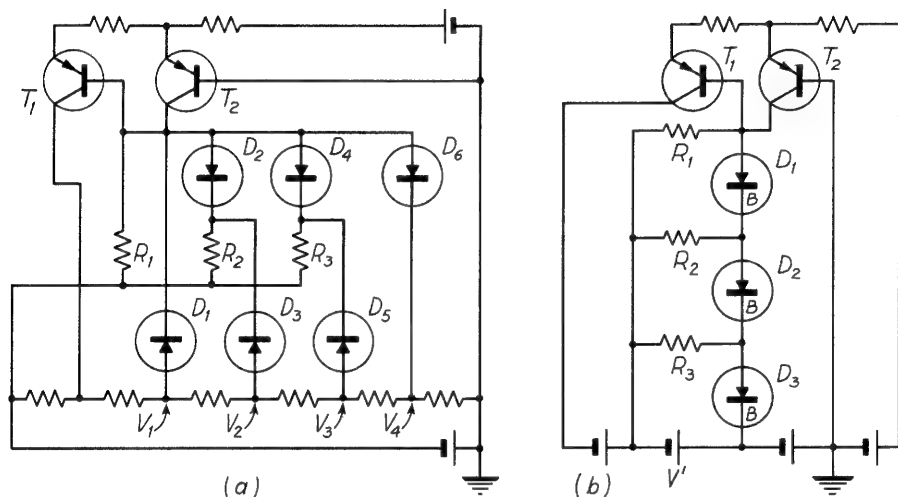 T1
T2
D2
D4
D6
R1
R2
R3
D1
D3
D5
V1
V2
V3
V4
(a)
T1
T2
R1
D1
B
R2
D2
B
R3
D3
B
V'
(b)